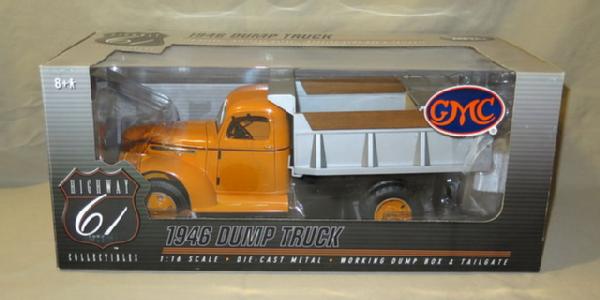 1946 DUMP TRUCK
8+
GMC
HIGHWAY
61
COLLECTIBLES
1946 DUMP TRUCK
1:16 SCALE • DIE CAST METAL • WORKING DUMP BOX & TAILGATE